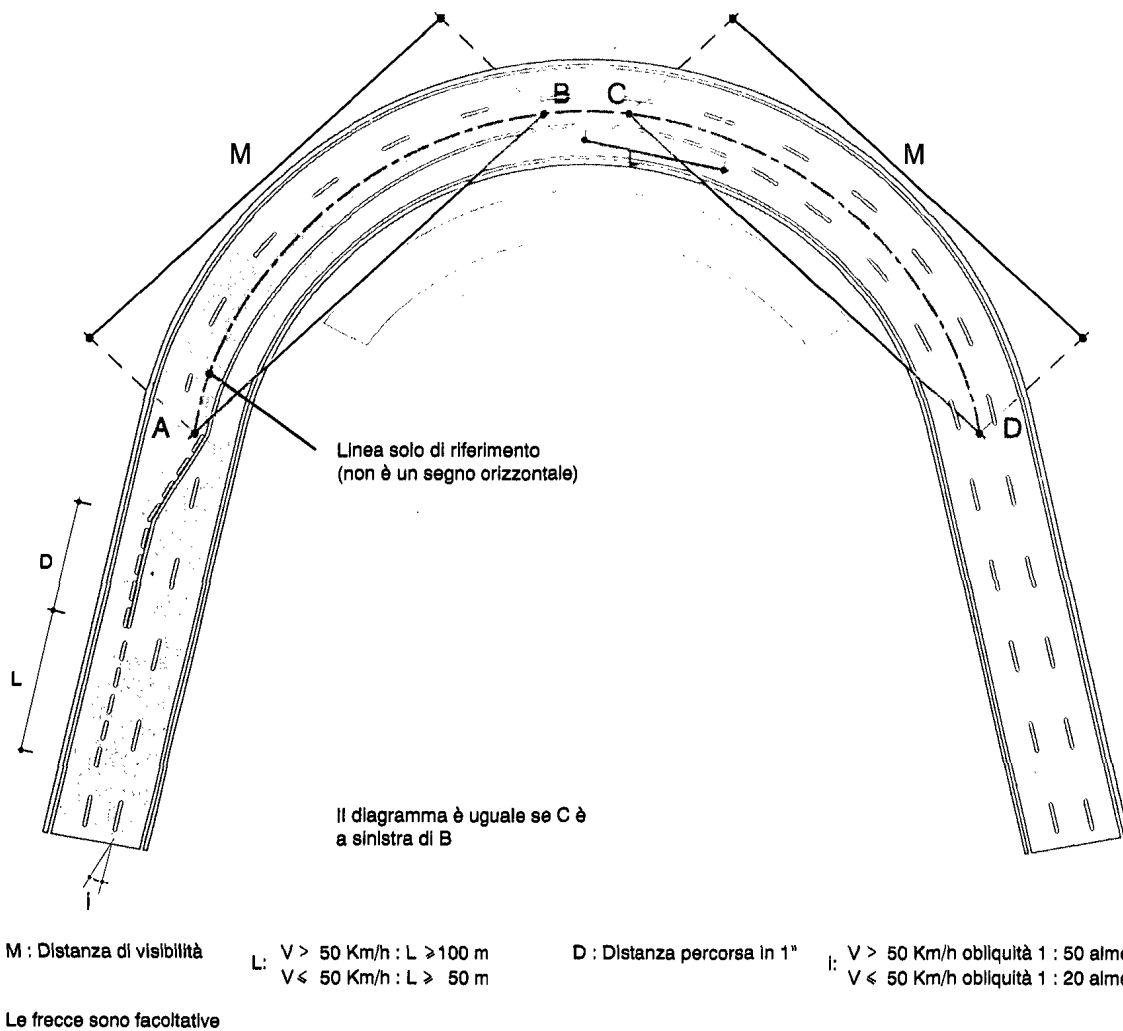 B C
M M
L
A D
Linea solo di riferimento
(non è un segno orizzontale)
D
L
Il diagramma è uguale se C è
a sinistra di B
i
M : Distanza di visibilità
L: V > 50 Km/h : L ⩾ 100 m
V ⩽ 50 Km/h : L ⩾ 50 m
D : Distanza percorsa in 1"
i: V > 50 Km/h obliquità 1 : 50 alme
V ⩽ 50 Km/h obliquità 1 : 20 alme
Le frecce sono facoltative